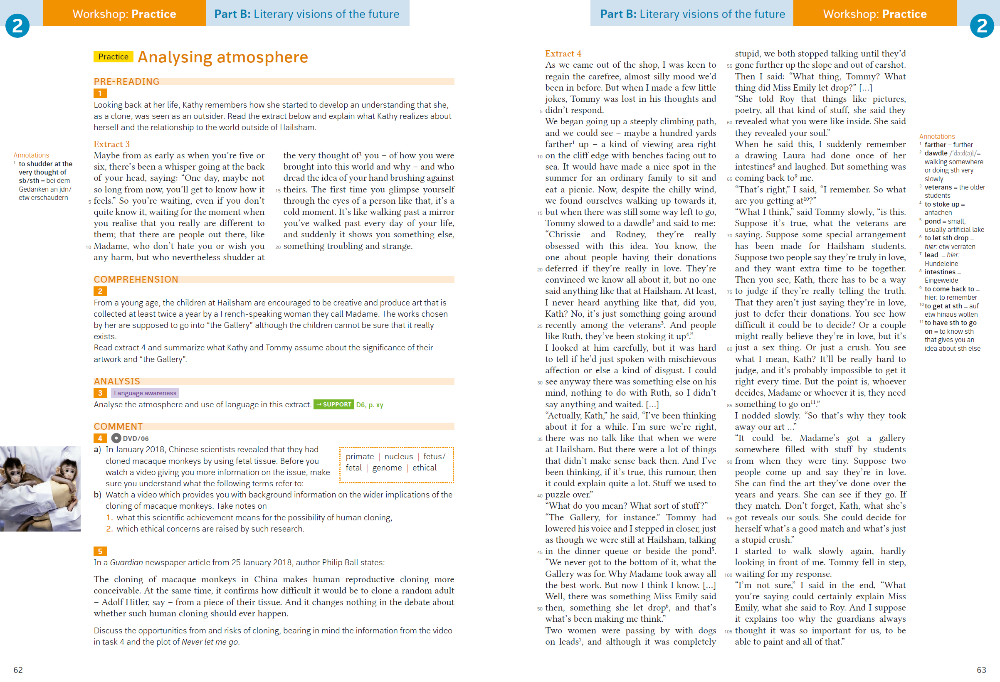 2
Workshop: Practice
Part B: Literary visions of the future
Practice Analysing atmosphere
PRE-READING
1
Looking back at her life, Kathy remembers how she started to develop an understanding that she,
as a clone, was seen as an outsider. Read the extract below and explain what Kathy realizes about
herself and the relationship to the world outside of Hailsham.
Annotations
1 to shudder at the
very thought of
sb/sth = bei dem
Gedanken an jdn/
etw erschaudern
Extract 3
Maybe from as early as when you’re five or
six, there’s been a whisper going at the back
of your head, saying: “One day, maybe not
so long from now, you’ll get to know how it
5 feels.” So you’re waiting, even if you don’t
quite know it, waiting for the moment when
you realise that you really are different to
them; that there are people out there, like
10 Madame, who don’t hate you or wish you
any harm, but who nevertheless shudder at
the very thought of¹ you – of how you were
brought into this world and why – and who
dread the idea of your hand brushing against
15 theirs. The first time you glimpse yourself
through the eyes of a person like that, it’s a
cold moment. It’s like walking past a mirror
you’ve walked past every day of your life,
and suddenly it shows you something else,
20 something troubling and strange.
COMPREHENSION
2
From a young age, the children at Hailsham are encouraged to be creative and produce art that is
collected at least twice a year by a French-speaking woman they call Madame. The works chosen
by her are supposed to go into “the Gallery” although the children cannot be sure that it really
exists.
Read extract 4 and summarize what Kathy and Tommy assume about the significance of their
artwork and “the Gallery”.
ANALYSIS
3 Language awareness
Analyse the atmosphere and use of language in this extract. → SUPPORT D6, p. xy
COMMENT
4 DVD/06
a) In January 2018, Chinese scientists revealed that they had
cloned macaque monkeys by using fetal tissue. Before you
watch a video giving you more information on the issue, make
sure you understand what the following terms refer to:
primate | nucleus | fetus/
fetal | genome | ethical
b) Watch a video which provides you with background information on the wider implications of the
cloning of macaque monkeys. Take notes on
1. what this scientific achievement means for the possibility of human cloning,
2. which ethical concerns are raised by such research.
5
In a Guardian newspaper article from 25 January 2018, author Philip Ball states:
The cloning of macaque monkeys in China makes human reproductive cloning more
conceivable. At the same time, it confirms how difficult it would be to clone a random adult
– Adolf Hitler, say – from a piece of their tissue. And it changes nothing in the debate about
whether such human cloning should ever happen.
Discuss the opportunities from and risks of cloning, bearing in mind the information from the video
in task 4 and the plot of Never let me go.
62
Part B: Literary visions of the future
Workshop: Practice
2
Extract 4
As we came out of the shop, I was keen to
regain the carefree, almost silly mood we’d
been in before. But when I made a few little
jokes, Tommy was lost in his thoughts and
5 didn’t respond.
We began going up a steeply climbing path,
and we could see – maybe a hundred yards
farther¹ up – a kind of viewing area right
10 on the cliff edge with benches facing out to
sea. It would have made a nice spot in the
summer for an ordinary family to sit and
eat a picnic. Now, despite the chilly wind,
we found ourselves walking up towards it,
15 but when there was still some way left to go,
Tommy slowed to a dawdle² and said to me:
“Chrissie and Rodney, they’re really
obsessed with this idea. You know, the
one about people having their donations
20 deferred if they’re really in love. They’re
convinced we know all about it, but no one
said anything like that at Hailsham. At least,
I never heard anything like that, did you,
Kath? No, it’s just something going around
25 recently among the veterans³. And people
like Ruth, they’ve been stoking it up⁴.”
I looked at him carefully, but it was hard
to tell if he’d just spoken with mischievous
affection or else a kind of disgust. I could
30 see anyway there was something else on his
mind, nothing to do with Ruth, so I didn’t
say anything and waited. [...]
“Actually, Kath,” he said, “I’ve been thinking
about it for a while. I’m sure we’re right,
35 there was no talk like that when we were
at Hailsham. But there were a lot of things
that didn’t make sense back then. And I’ve
been thinking, if it’s true, this rumour, then
it could explain quite a lot. Stuff we used to
40 puzzle over.”
“What do you mean? What sort of stuff?”
“The Gallery, for instance.” Tommy had
lowered his voice and I stepped in closer, just
as though we were still at Hailsham, talking
45 in the dinner queue or beside the pond⁵.
“We never got to the bottom of it, what the
Gallery was for. Why Madame took away all
the best work. But now I think I know. [...]
Well, there was something Miss Emily said
50 then, something she let drop⁶, and that’s
what’s been making me think.”
Two women were passing by with dogs
on leads⁷, and although it was completely
stupid, we both stopped talking until they’d
55 gone further up the slope and out of earshot.
Then I said: “What thing, Tommy? What
thing did Miss Emily let drop?” [...]
“She told Roy that things like pictures,
poetry, all that kind of stuff, she said they
60 revealed what you were like inside. She said
they revealed your soul.”
When he said this, I suddenly remember
a drawing Laura had done once of her
intestines⁸ and laughed. But something was
65 coming back to⁹ me.
“That’s right,” I said, “I remember. So what
are you getting at¹⁰?”
“What I think,” said Tommy slowly, “is this.
Suppose it’s true, what the veterans are
70 saying. Suppose some special arrangement
has been made for Hailsham students.
Suppose two people say they’re truly in love,
and they want extra time to be together.
Then you see, Kath, there has to be a way
75 to judge if they’re really telling the truth.
That they aren’t just saying they’re in love,
just to defer their donations. You see how
difficult it could be to decide? Or a couple
might really believe they’re in love, but it’s
80 just a sex thing. Or just a crush. You see
what I mean, Kath? It’ll be really hard to
judge, and it’s probably impossible to get it
right every time. But the point is, whoever
decides, Madame or whoever it is, they need
85 something to go on¹¹.”
I nodded slowly. “So that’s why they took
away our art ...”
“It could be. Madame’s got a gallery
somewhere filled with stuff by students
90 from when they were tiny. Suppose two
people come up and say they’re in love.
She can find the art they’ve done over the
years and years. She can see if they go. If
they match. Don’t forget, Kath, what she’s
95 got reveals our souls. She could decide for
herself what’s a good match and what’s just
a stupid crush.”
I started to walk slowly again, hardly
looking in front of me. Tommy fell in step,
100 waiting for my response.
“I’m not sure,” I said in the end, “What
you’re saying could certainly explain Miss
Emily, what she said to Roy. And I suppose
it explains too why the guardians always
105 thought it was so important for us, to be
able to paint and all of that.”
Annotations
1 farther = further
2 dawdle /ˈdɔːd(ə)l/=
walking somewhere
or doing sth very
slowly
3 veterans = the older
students
4 to stoke up =
anfachen
5 pond = small,
usually artificial lake
6 to let sth drop =
hier: etw verraten
7 lead = hier:
Hundeleine
8 intestines =
Eingeweide
9 to come back to =
hier: to remember
10 to get at sth = auf
etw hinaus wollen
11 to have sth to go
on = to know sth
that gives you an
idea about sth else
63